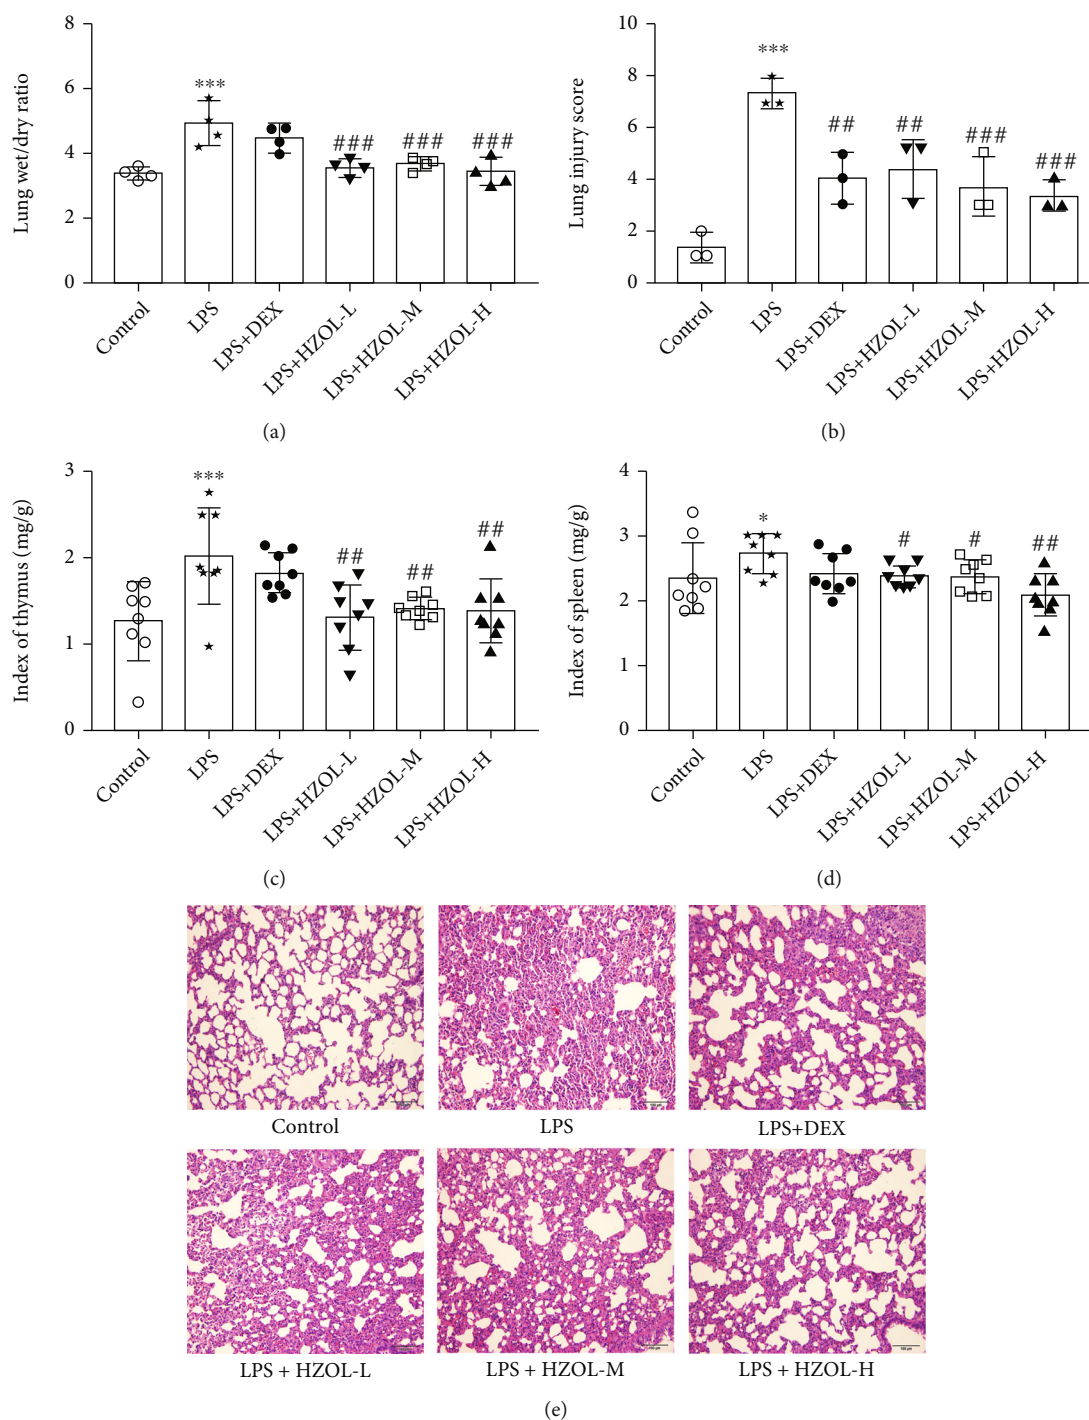 Lung wet/dry ratio
8
6
4
2
0
***
###
###
###
Control
LPS
LPS+DEX
LPS+HZOL-L
LPS+HZOL-M
LPS+HZOL-H
(a)
Lung injury score
10
8
6
4
2
0
***
##
##
###
###
Control
LPS
LPS+DEX
LPS+HZOL-L
LPS+HZOL-M
LPS+HZOL-H
(b)
Index of thymus (mg/g)
3
2
1
0
***
##
##
##
Control
LPS
LPS+DEX
LPS+HZOL-L
LPS+HZOL-M
LPS+HZOL-H
(c)
Index of spleen (mg/g)
4
3
2
1
0
*
#
#
##
Control
LPS
LPS+DEX
LPS+HZOL-L
LPS+HZOL-M
LPS+HZOL-H
(d)
Control
LPS
LPS+DEX
LPS + HZOL-L
LPS + HZOL-M
LPS + HZOL-H
(e)